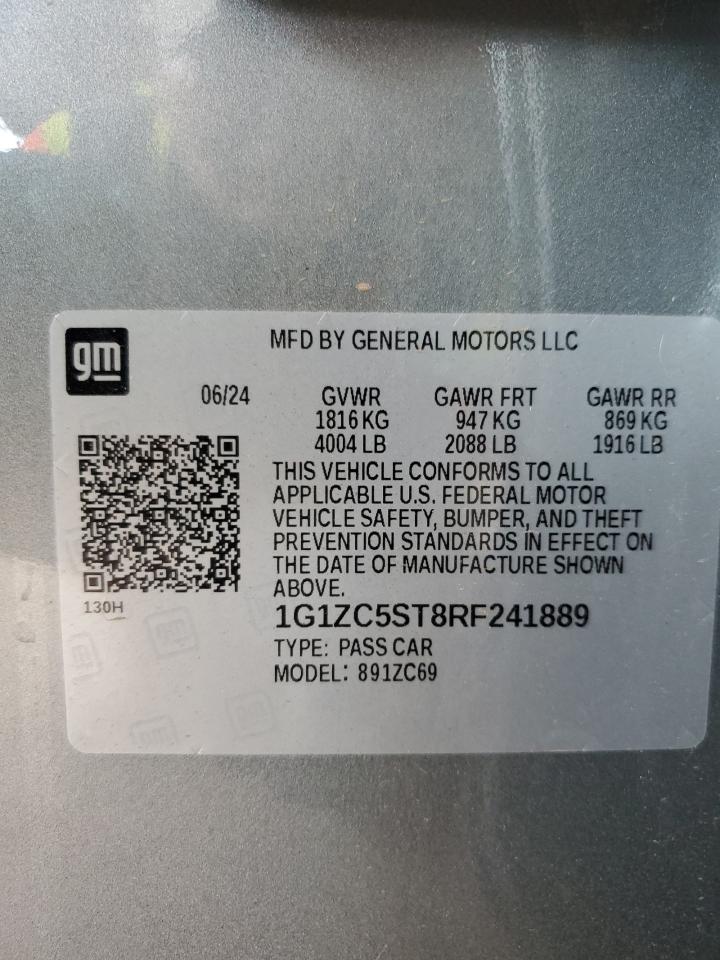 gm
MFD BY GENERAL MOTORS LLC
06/24 GVWR GAWR FRT GAWR RR
1816 KG 947 KG 869 KG
4004 LB 2088 LB 1916 LB
THIS VEHICLE CONFORMS TO ALL
APPLICABLE U.S. FEDERAL MOTOR
VEHICLE SAFETY, BUMPER, AND THEFT
PREVENTION STANDARDS IN EFFECT ON
THE DATE OF MANUFACTURE SHOWN
ABOVE.
130H
1G1ZC5ST8RF241889
TYPE: PASS CAR
MODEL: 891ZC69